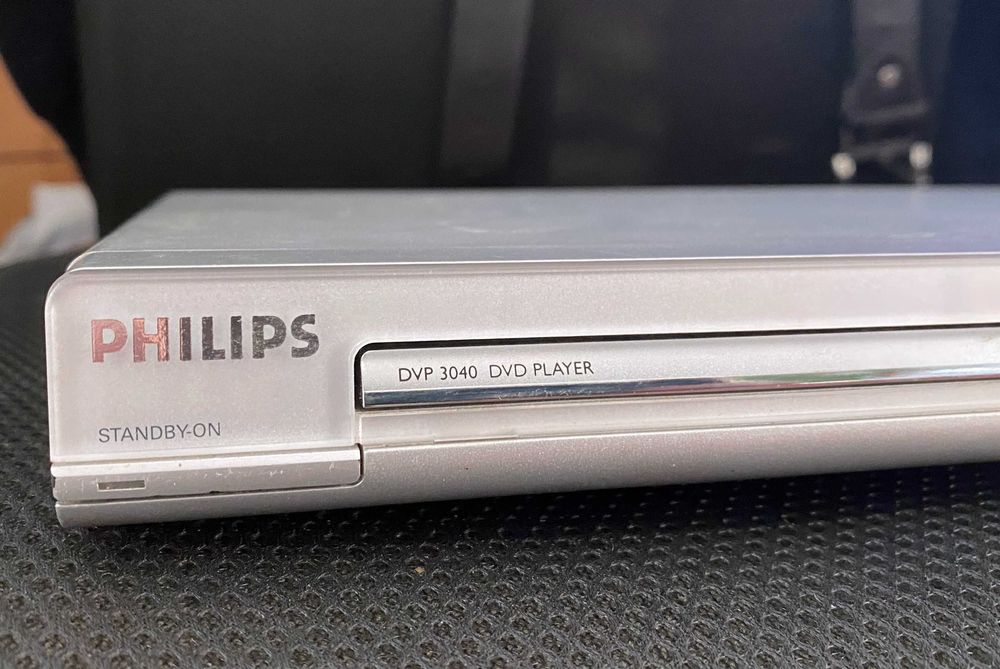 PHILIPS
DVP 3040 DVD PLAYER
STANDBY-ON